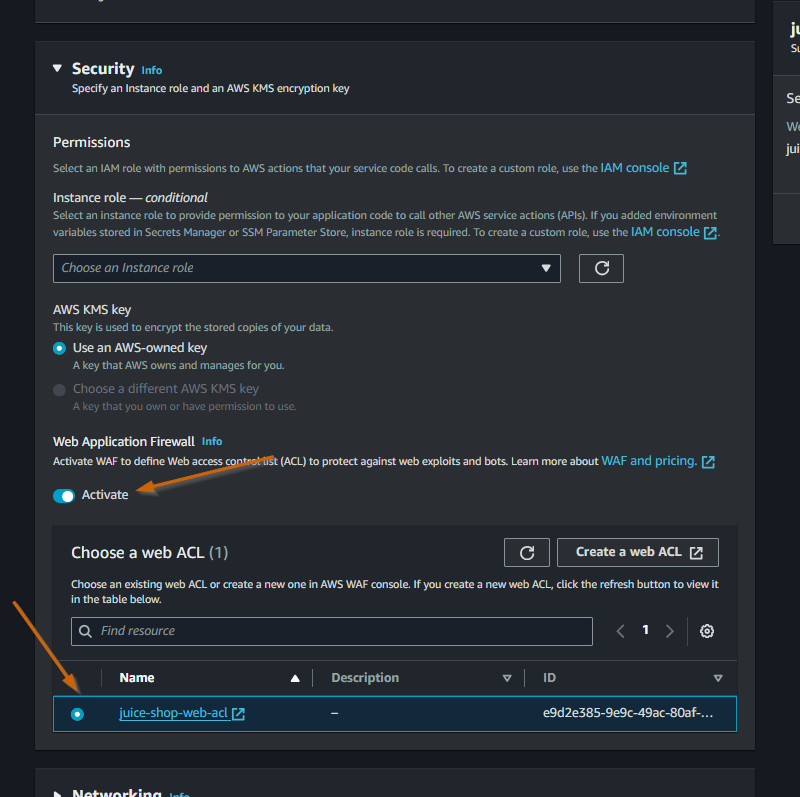 Security Info
Specify an Instance role and an AWS KMS encryption key
Permissions
Select an IAM role with permissions to AWS actions that your service code calls. To create a custom role, use the IAM console
Instance role — conditional
Select an instance role to provide permission to your application code to call other AWS service actions (APIs). If you added environment
variables stored in Secrets Manager or SSM Parameter Store, instance role is required. To create a custom role, use the IAM console.
Choose an Instance role
AWS KMS key
This key is used to encrypt the stored copies of your data.
Use an AWS-owned key
A key that AWS owns and manages for you.
Choose a different AWS KMS key
A key that you own or have permission to use.
Web Application Firewall Info
Activate WAF to define Web access control list (ACL) to protect against web exploits and bots. Learn more about WAF and pricing.
Activate
Choose a web ACL (1)
Create a web ACL
Choose an existing web ACL or create a new one in AWS WAF console. If you create a new web ACL, click the refresh button to view it
in the table below.
Find resource
1
Name Description ID
juice-shop-web-acl – e9d2e385-9e9c-49ac-80af-...
Networking Info